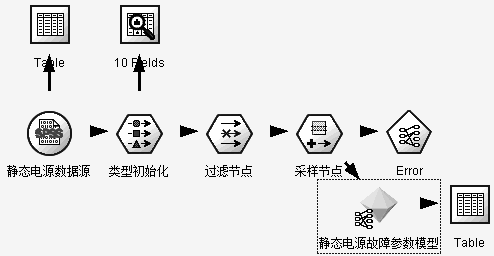 Table
10 Fields
SPSS
静态电源数据源
类型初始化
过滤节点
采样节点
Error
静态电源故障参数模型
Table